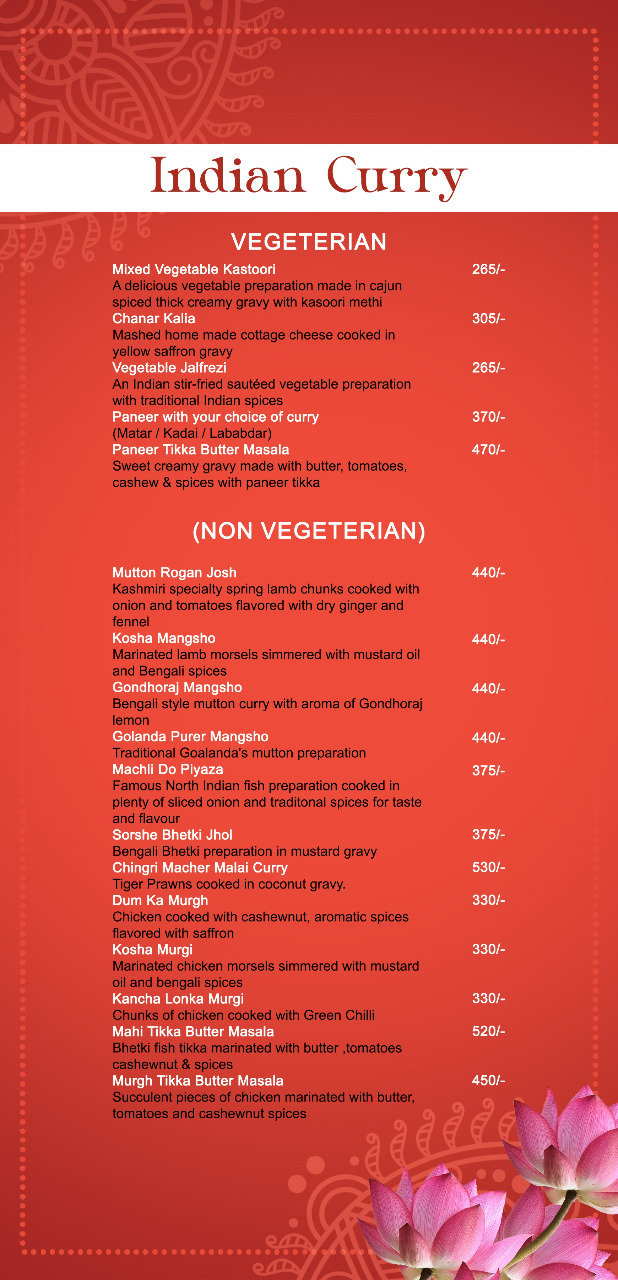 Indian Curry
VEGETERIAN
Mixed Vegetable Kastoori 265/-
A delicious vegetable preparation made in cajun
spiced thick creamy gravy with kasoori methi
Chanar Kalia 305/-
Mashed home made cottage cheese cooked in
yellow saffron gravy
Vegetable Jalfrezi 265/-
An Indian stir-fried sautéed vegetable preparation
with traditional Indian spices
Paneer with your choice of curry 370/-
(Matar / Kadai / Lababdar)
Paneer Tikka Butter Masala 470/-
Sweet creamy gravy made with butter, tomatoes,
cashew & spices with paneer tikka
(NON VEGETERIAN)
Mutton Rogan Josh 440/-
Kashmiri specialty spring lamb chunks cooked with
onion and tomatoes flavored with dry ginger and
fennel
Kosha Mangsho 440/-
Marinated lamb morsels simmered with mustard oil
and Bengali spices
Gondhoraj Mangsho 440/-
Bengali style mutton curry with aroma of Gondhoraj
lemon
Golanda Purer Mangsho 440/-
Traditional Goalanda's mutton preparation
Machli Do Piyaza 375/-
Famous North Indian fish preparation cooked in
plenty of sliced onion and traditonal spices for taste
and flavour
Sorshe Bhetki Jhol 375/-
Bengali Bhetki preparation in mustard gravy
Chingri Macher Malai Curry 530/-
Tiger Prawns cooked in coconut gravy.
Dum Ka Murgh 330/-
Chicken cooked with cashewnut, aromatic spices
flavored with saffron
Kosha Murgi 330/-
Marinated chicken morsels simmered with mustard
oil and bengali spices
Kancha Lonka Murgi 330/-
Chunks of chicken cooked with Green Chilli
Mahi Tikka Butter Masala 520/-
Bhetki fish tikka marinated with butter ,tomatoes
cashewnut & spices
Murgh Tikka Butter Masala 450/-
Succulent pieces of chicken marinated with butter,
tomatoes and cashewnut spices